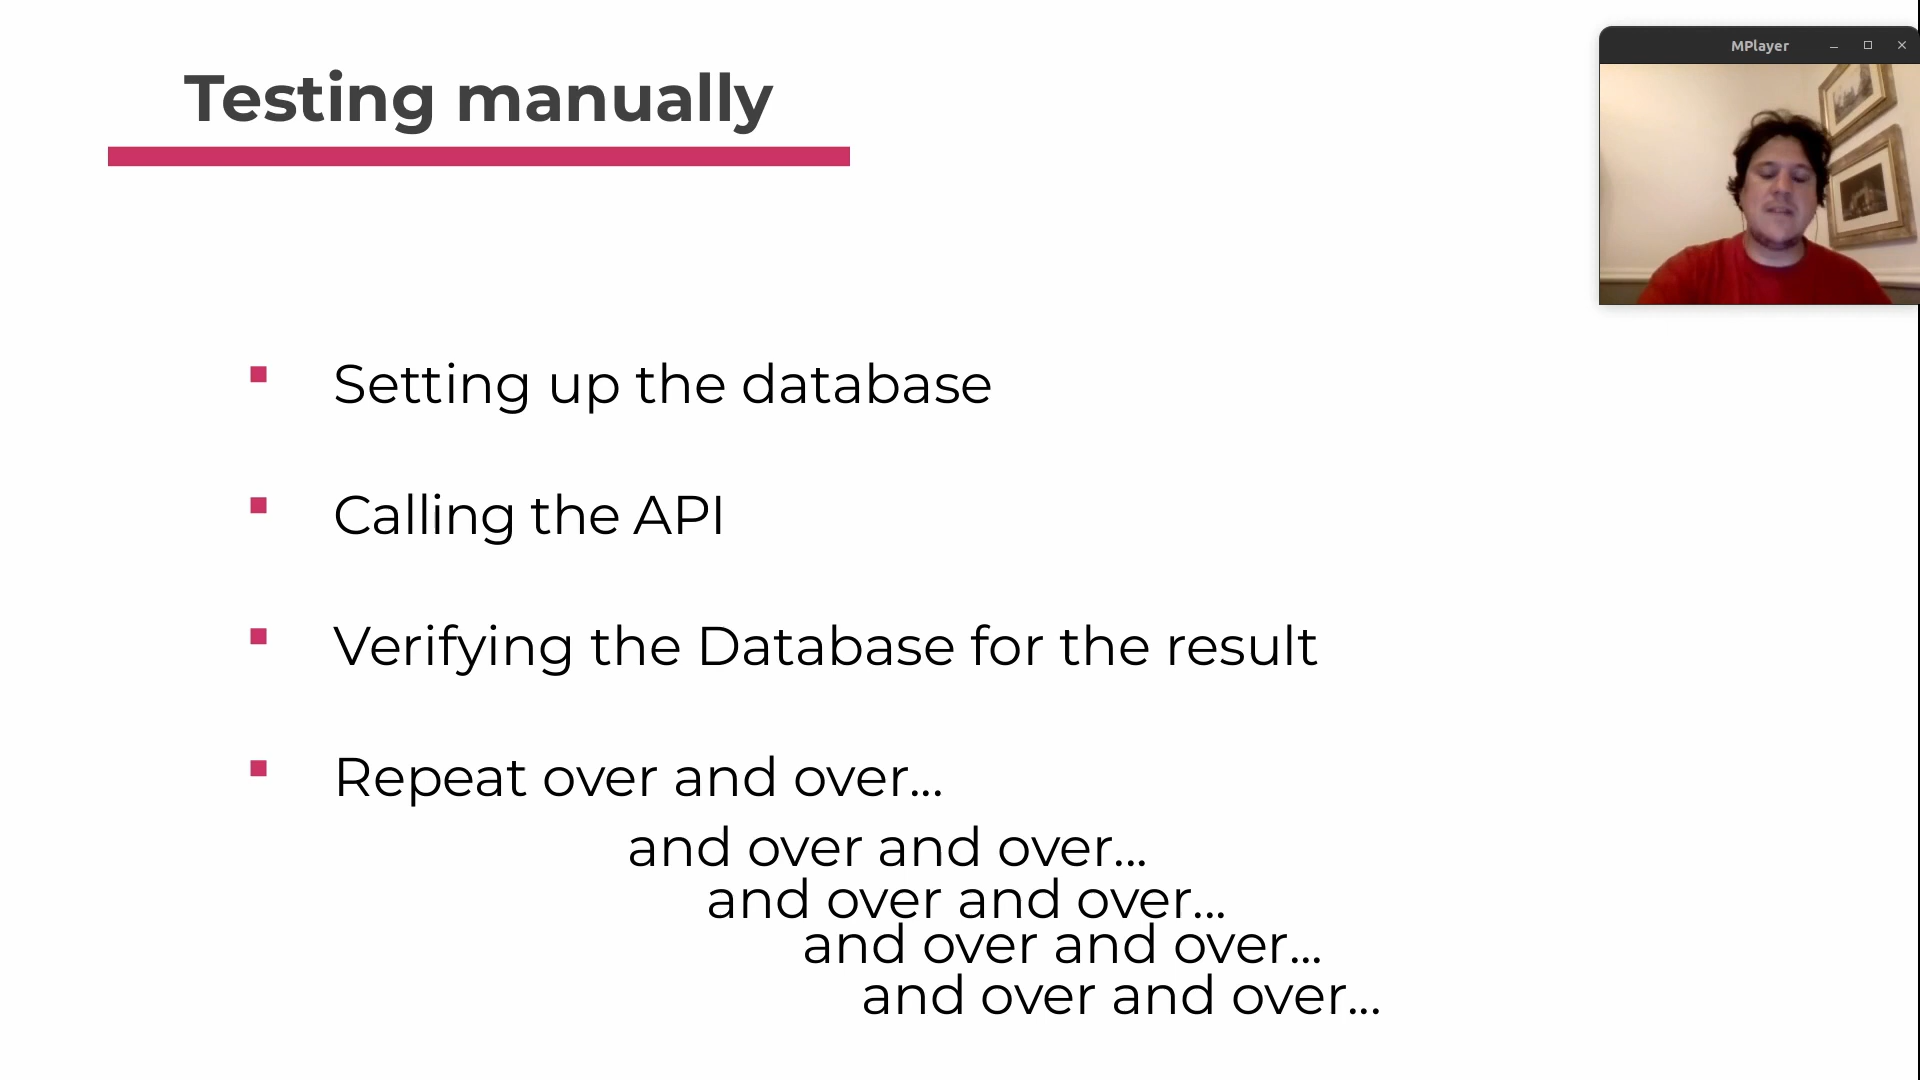 Testing manually
MPlayer
Setting up the database
Calling the API
Verifying the Database for the result
Repeat over and over...
and over and over...
and over and over...
and over and over...
and over and over...